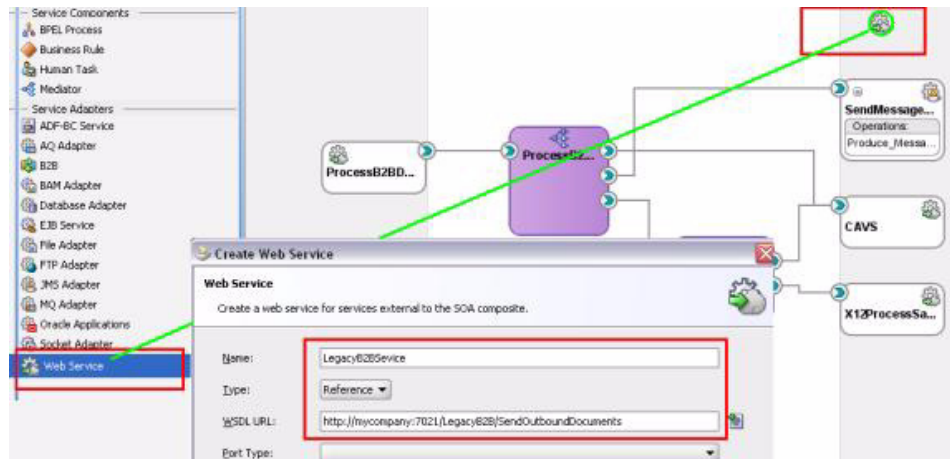 Service Components
BPEL Process
Business Rule
Human Task
Mediator
Service Adapters
ADF-BC Service
AQ Adapter
B2B
BAM Adapter
Database Adapter
EJB Service
File Adapter
FTP Adapter
JMS Adapter
MQ Adapter
Oracle Applications
Socket Adapter
Web Service
ProcessB2BD...
ProcessB2...
SendMessage...
Operations:
Produce_Messa...
CAVS
X12ProcessSa...
Create Web Service
Web Service
Create a web service for services external to the SOA composite.
Name: LegacyB2BSevice
Type: Reference
WSDL URL: http://mycompany:7021/LegacyB2B/SendOutboundDocuments
Port Type: